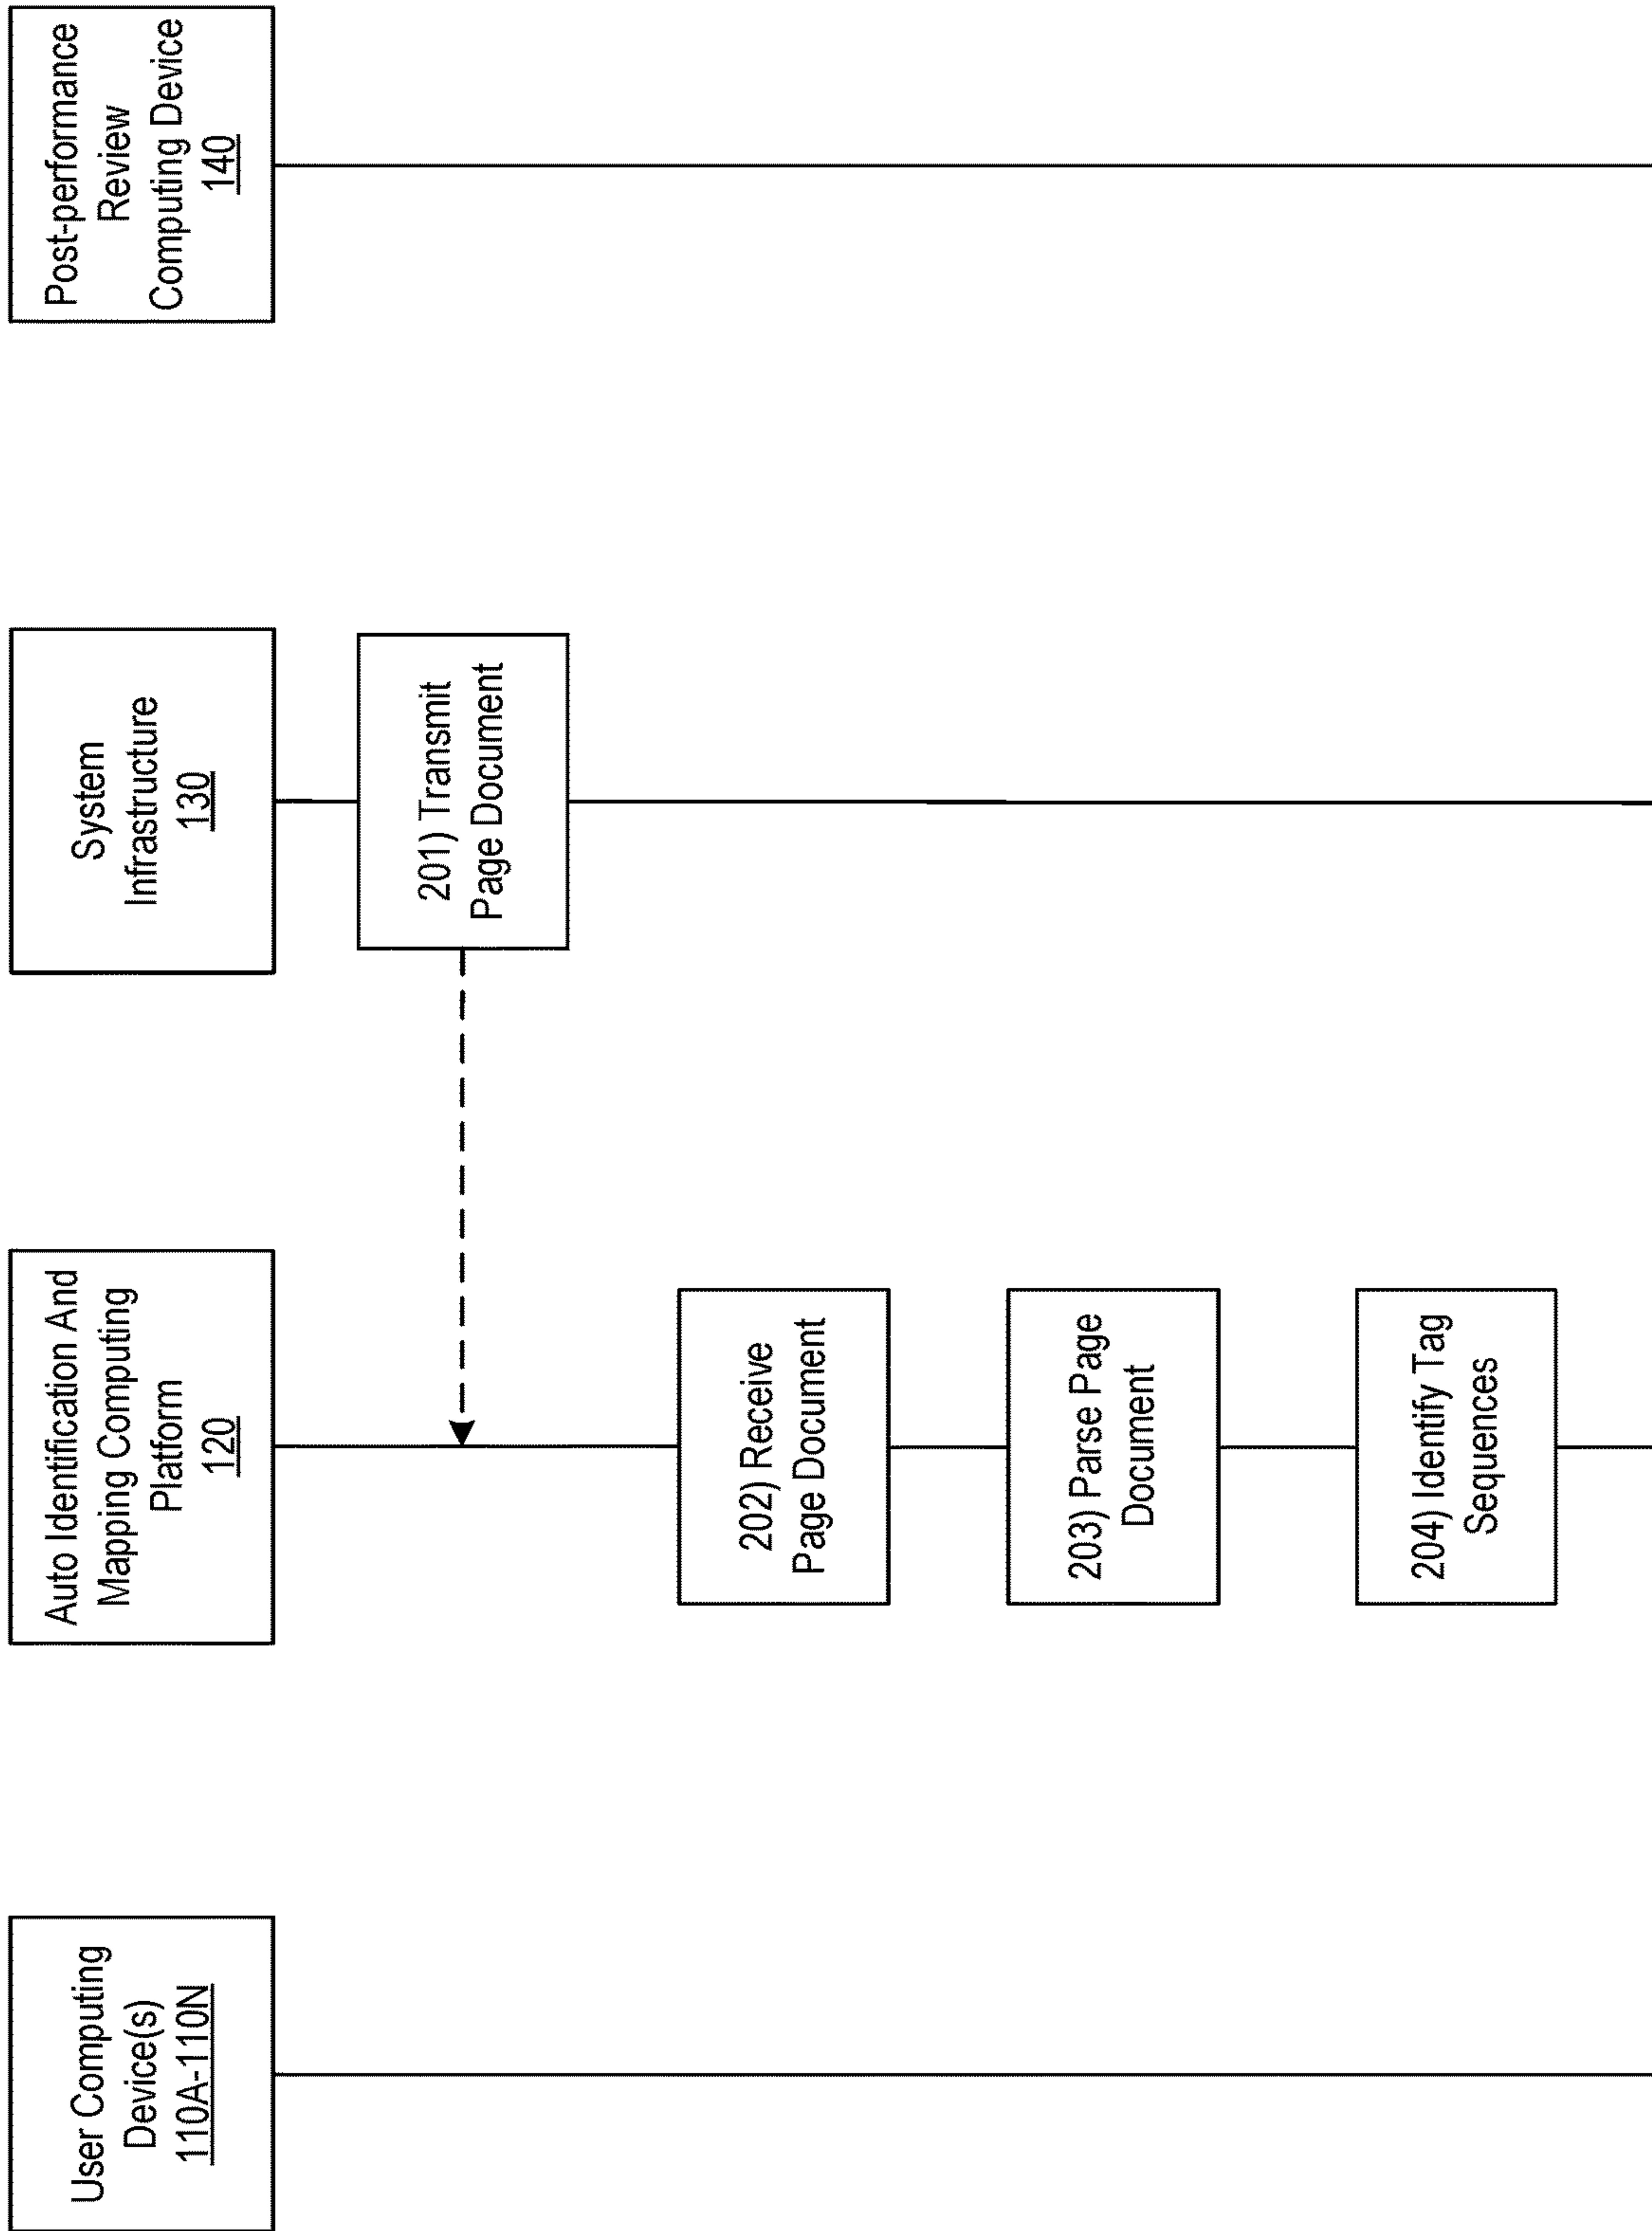 User Computing
Device(s)
110A-110N
Auto Identification And
Mapping Computing
Platform
120
System
Infrastructure
130
Post-performance
Review
Computing Device
140
201) Transmit
Page Document
202) Receive
Page Document
203) Parse Page
Document
204) Identify Tag
Sequences